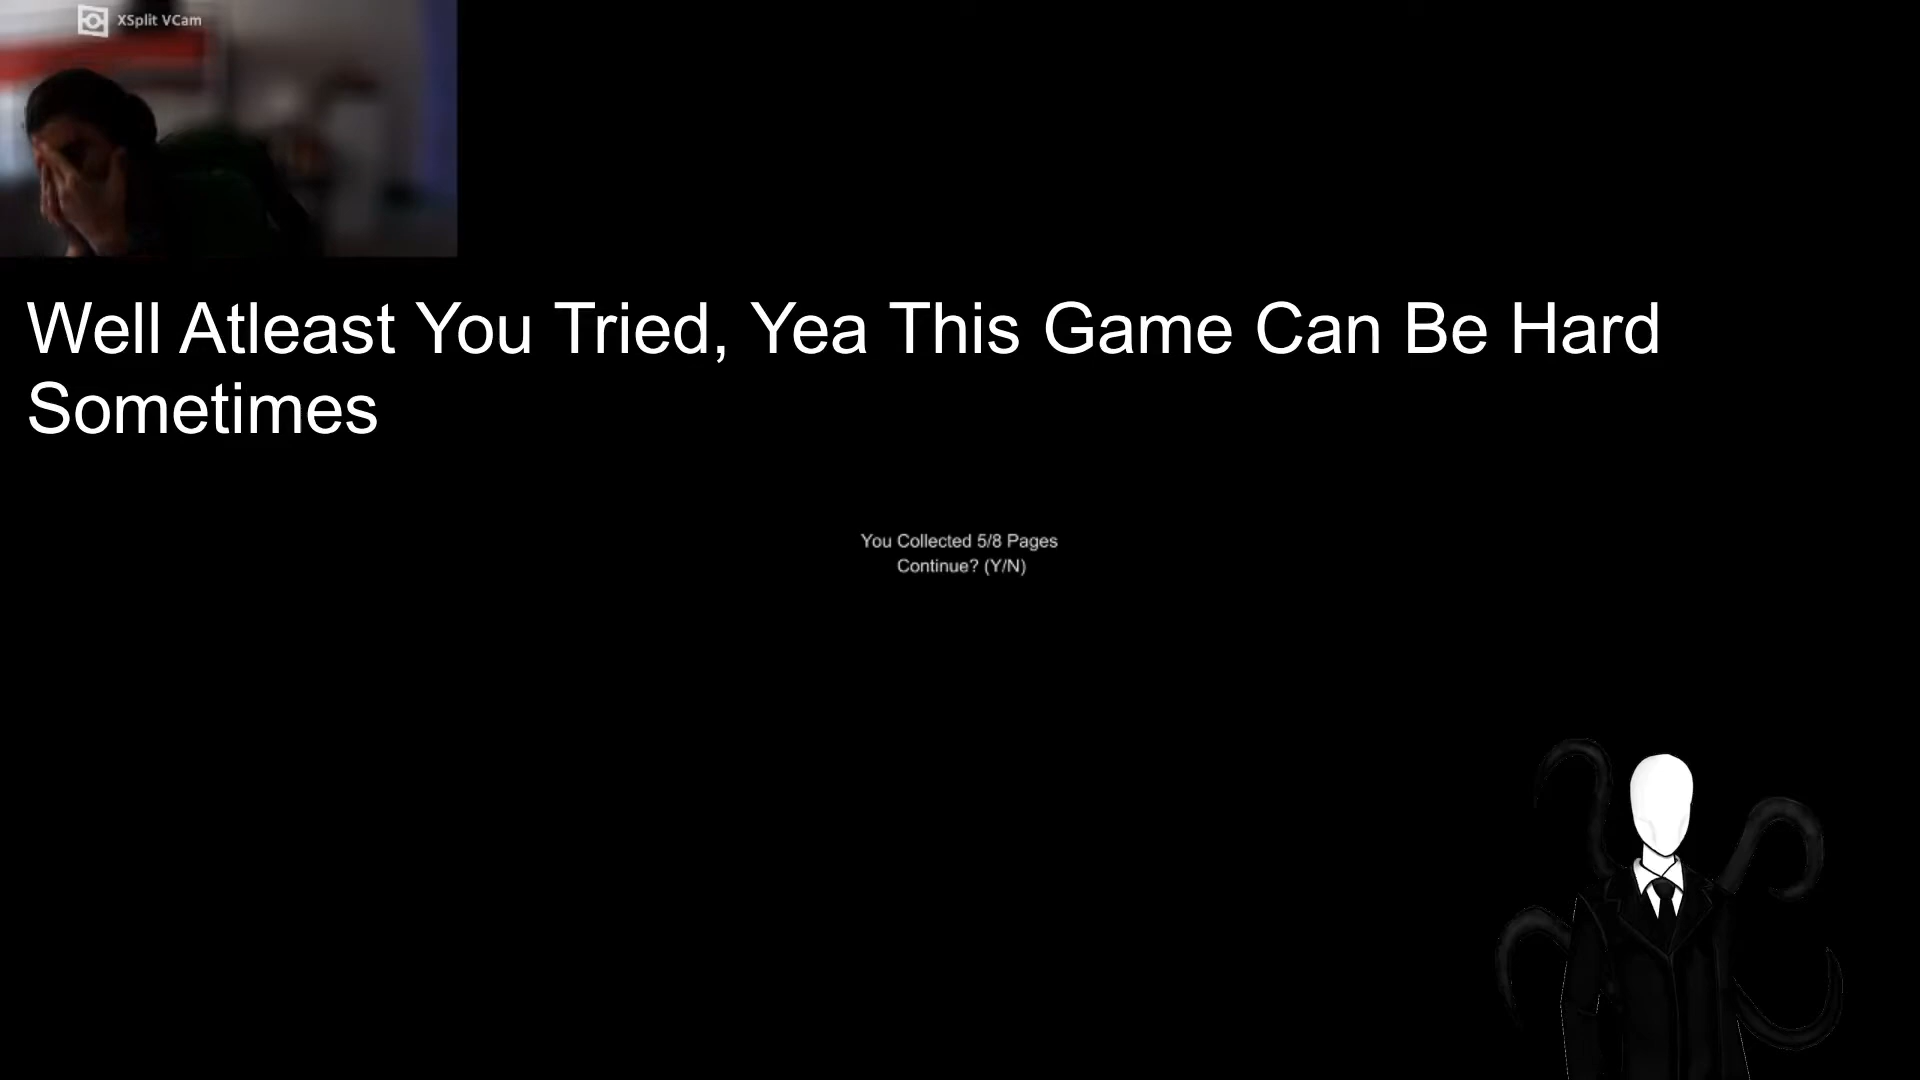 XSplit VCam
Well Atleast You Tried, Yea This Game Can Be Hard
Sometimes
You Collected 5/8 Pages
Continue? (Y/N)